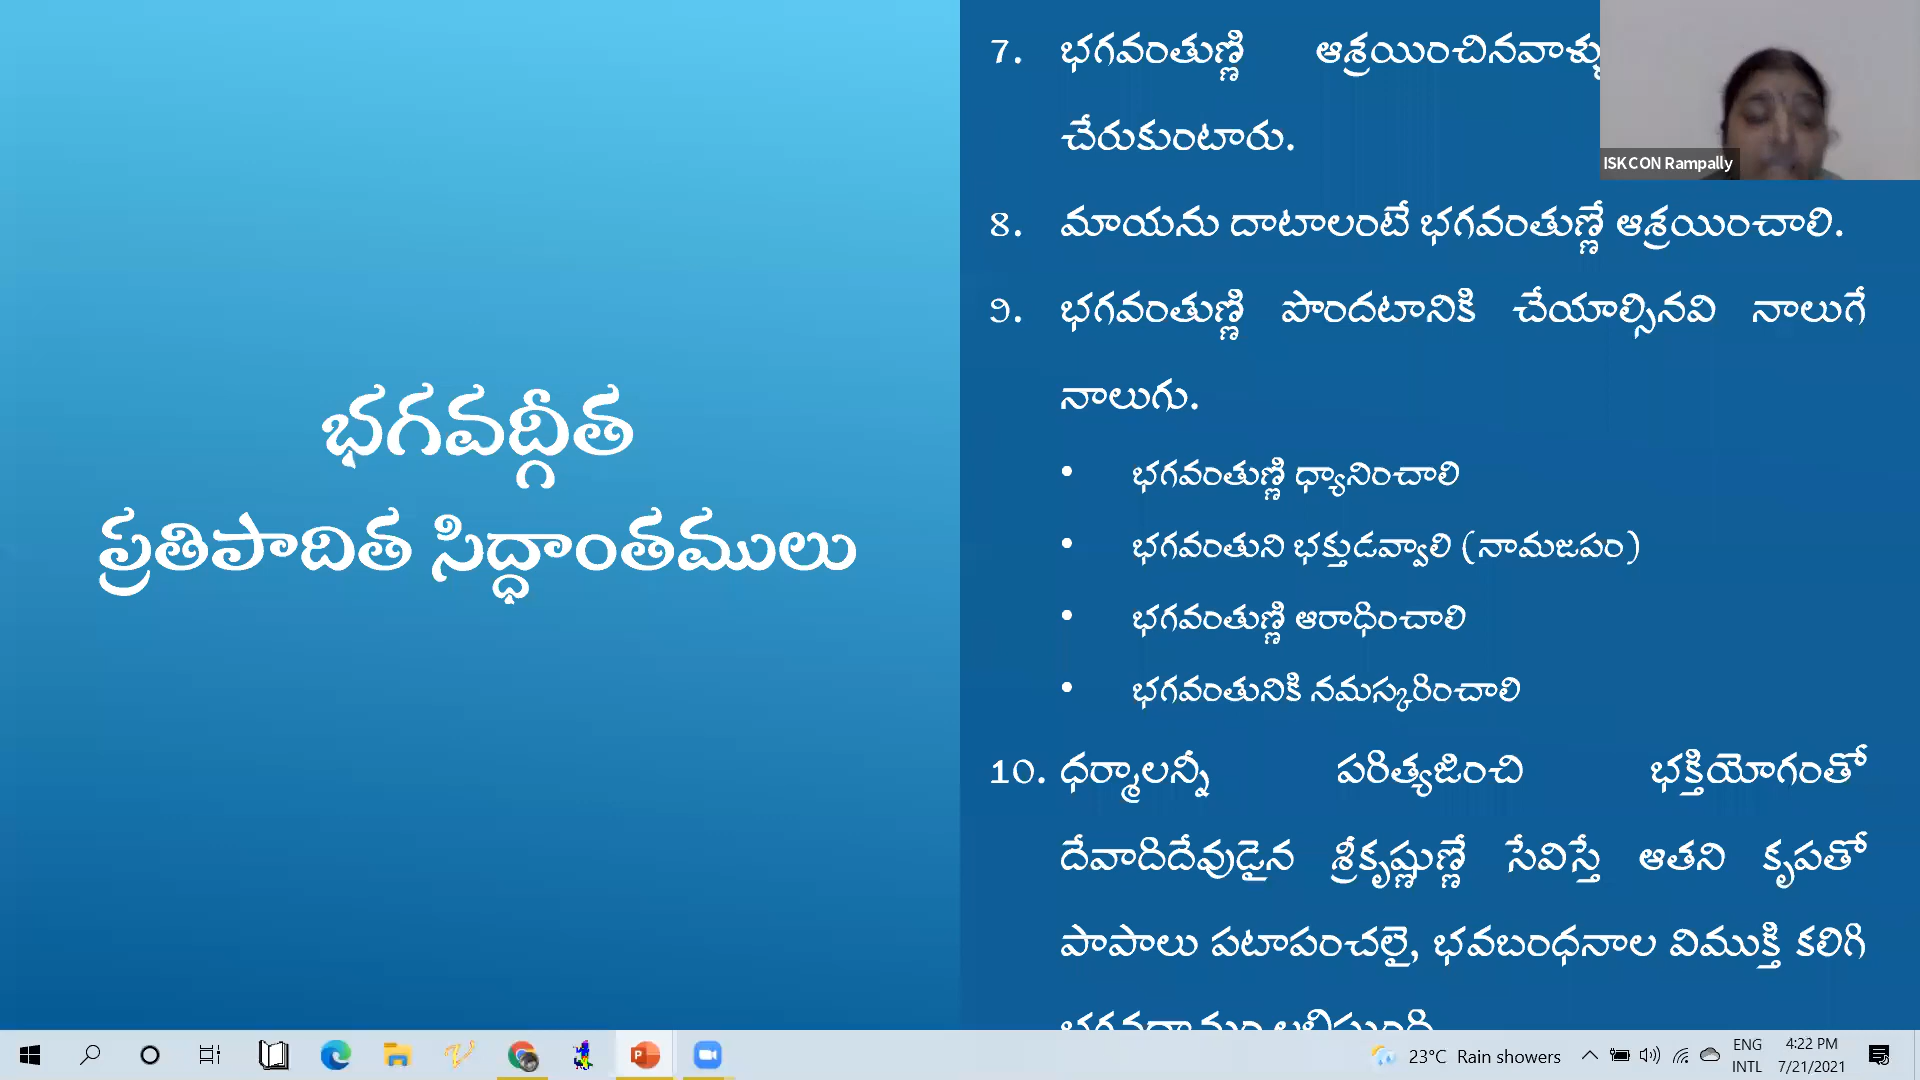 భగవద్గీత
ప్రతిపాదిత సిద్ధాంతములు
7. భగవంతుణ్ణి ఆశ్రయించినవాళ్ళు
చేరుకుంటారు.
8. మాయను దాటాలంటే భగవంతుణ్ణే ఆశ్రయించాలి.
9. భగవంతుణ్ణి పొందటానికి చేయాల్సినవి నాలుగే
నాలుగు.
• భగవంతుణ్ణి ధ్యానించాలి
• భగవంతుని భక్తుడవ్వాలి (నామజపం)
• భగవంతుణ్ణి ఆరాధించాలి
• భగవంతునికి నమస్కరించాలి
10. ధర్మాలన్నీ పరిత్యజించి భక్తియోగంతో
దేవాదిదేవుడైన శ్రీకృష్ణుణ్ణే సేవిస్తే ఆతని కృపతో
పాపాలు పటాపంచలై, భవబంధనాల విముక్తి కలిగి
ISKCON Rampally
23°C Rain showers
ENG
INTL
4:22 PM
7/21/2021